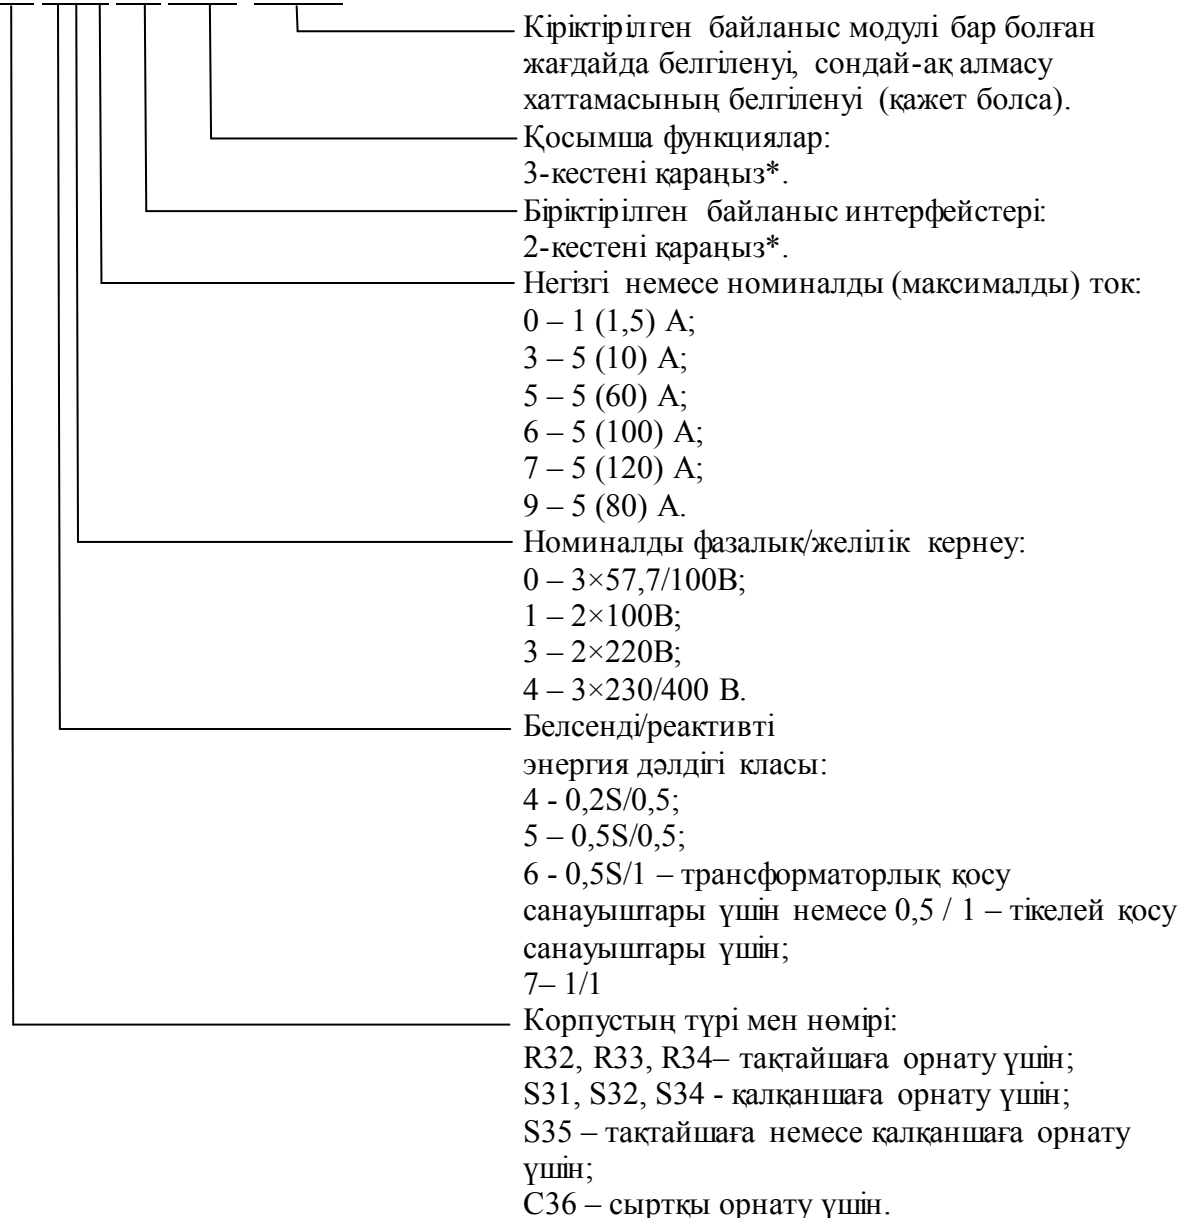 Кіріктірілген байланыс модулі бар болған
жағдайда белгіленуі, сондай-ақ алмасу
хаттамасының белгіленуі (қажет болса).
Қосымша функциялар:
3-кестені қараңыз*.
Біріктірілген байланыс интерфейстері:
2-кестені қараңыз*.
Негізгі немесе номиналды (максималды) ток:
0 – 1 (1,5) А;
3 – 5 (10) А;
5 – 5 (60) А;
6 – 5 (100) А;
7 – 5 (120) А;
9 – 5 (80) А.
Номиналды фазалық/желілік кернеу:
0 – 3×57,7/100В;
1 – 2×100В;
3 – 2×220В;
4 – 3×230/400 В.
Белсенді/реактивті
энергия дәлдігі класы:
4 - 0,2S/0,5;
5 – 0,5S/0,5;
6 - 0,5S/1 – трансформаторлық қосу
санауыштары үшін немесе 0,5 / 1 – тікелей қосу
санауыштары үшін;
7– 1/1
Корпустың түрі мен нөмірі:
R32, R33, R34– тақтайшаға орнату үшін;
S31, S32, S34 - қалқаншаға орнату үшін;
S35 – тақтайшаға немесе қалқаншаға орнату
үшін;
С36 – сыртқы орнату үшін.